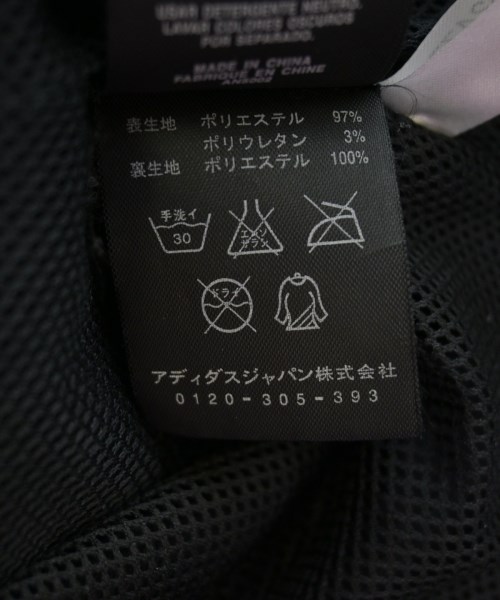 USAR DETERGENTE NEUTRO.
LAVAR COLORES OSCUROS
POR SEPARADO.
MADE IN CHINA
FABRIQUÉ EN CHINE
表生地 ポリエステル 97%
ポリウレタン 3%
裏生地 ポリエステル 100%
手洗イ
30
エンソ
サラシ
ドライ
アディダスジャパン株式会社
0120-305-393